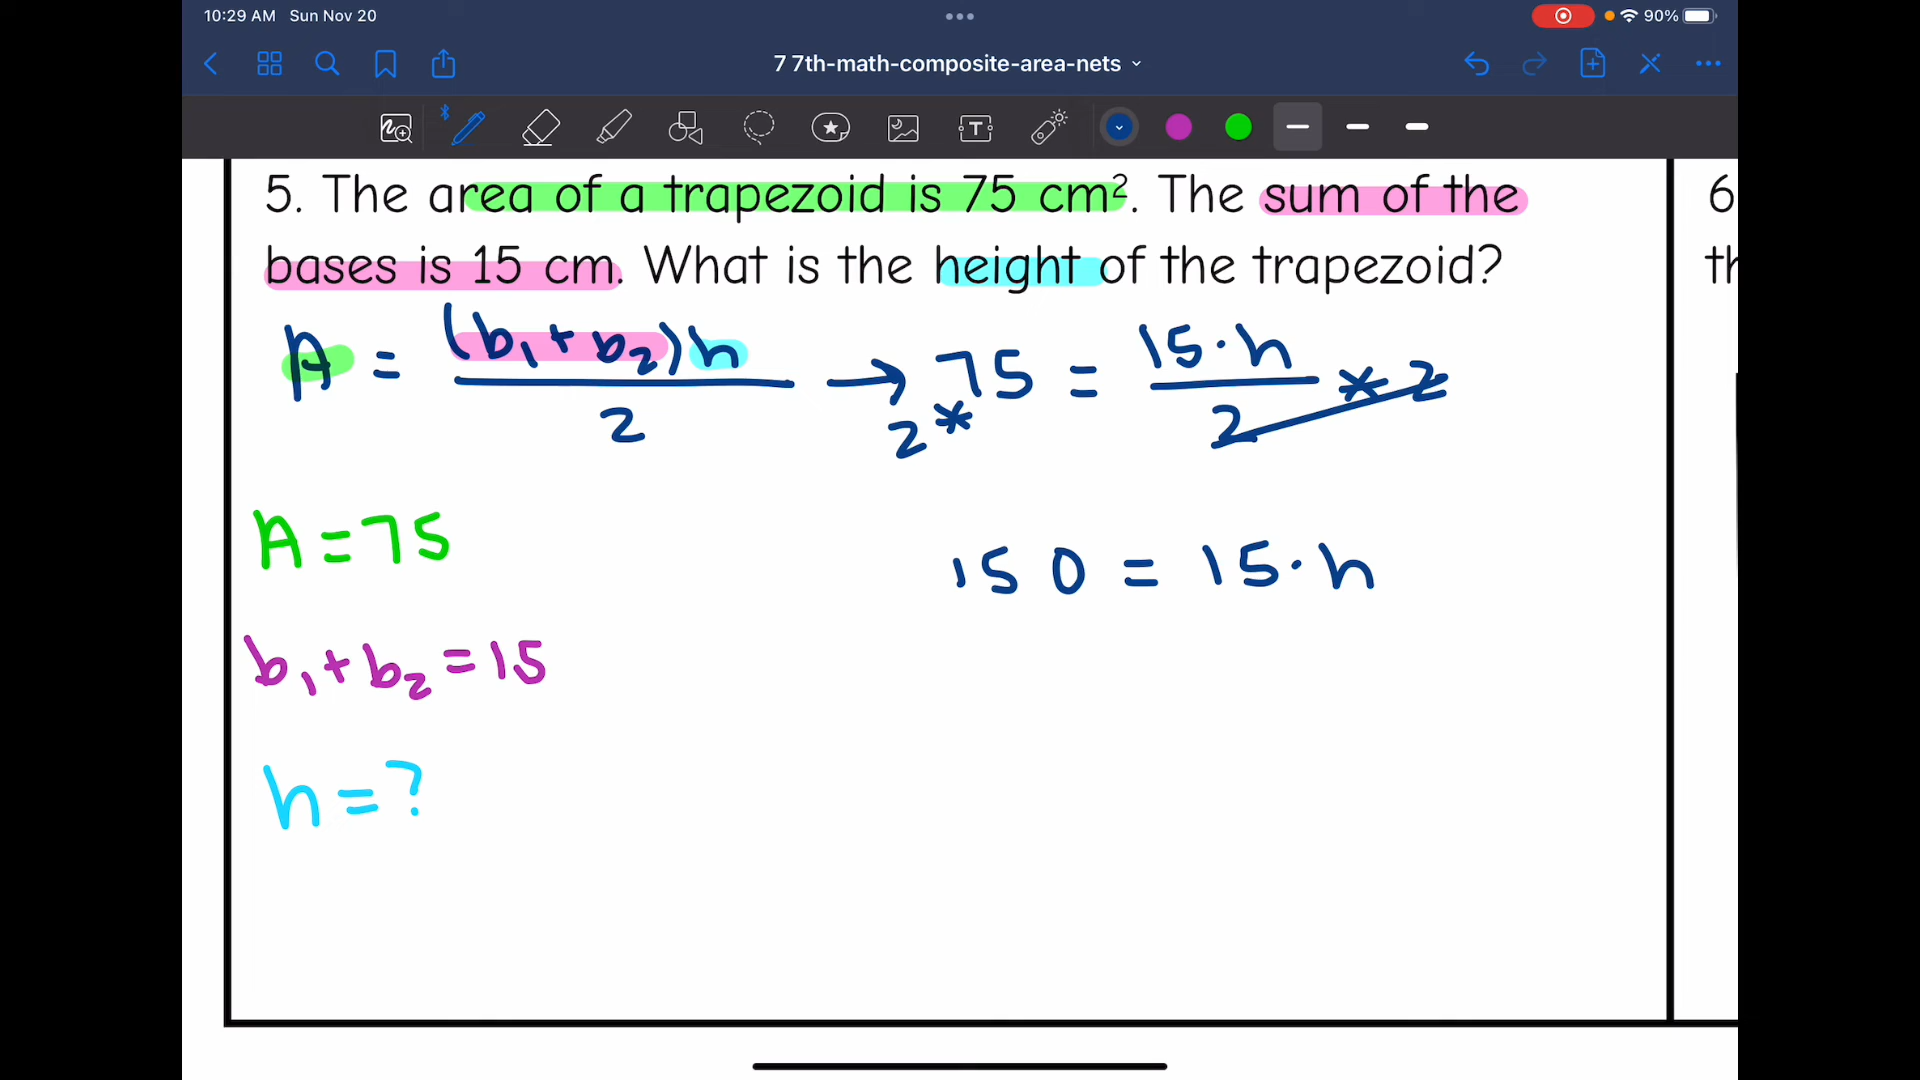 10:29 AM Sun Nov 20
90%
7 7th-math-composite-area-nets
T
5. The area of a trapezoid is 75 cm². The sum of the
bases is 15 cm. What is the height of the trapezoid?
6
th
A = (b₁ + b₂)h / 2 → 2 * 75 = 15 · h / 2 * 2
A = 75
150 = 15 · h
b₁ + b₂ = 15
h = ?